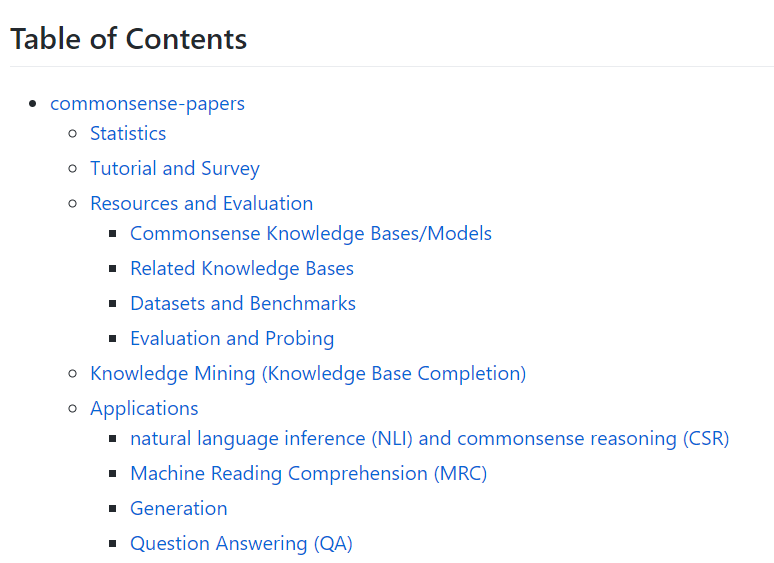 Table of Contents
commonsense-papers
Statistics
Tutorial and Survey
Resources and Evaluation
Commonsense Knowledge Bases/Models
Related Knowledge Bases
Datasets and Benchmarks
Evaluation and Probing
Knowledge Mining (Knowledge Base Completion)
Applications
natural language inference (NLI) and commonsense reasoning (CSR)
Machine Reading Comprehension (MRC)
Generation
Question Answering (QA)